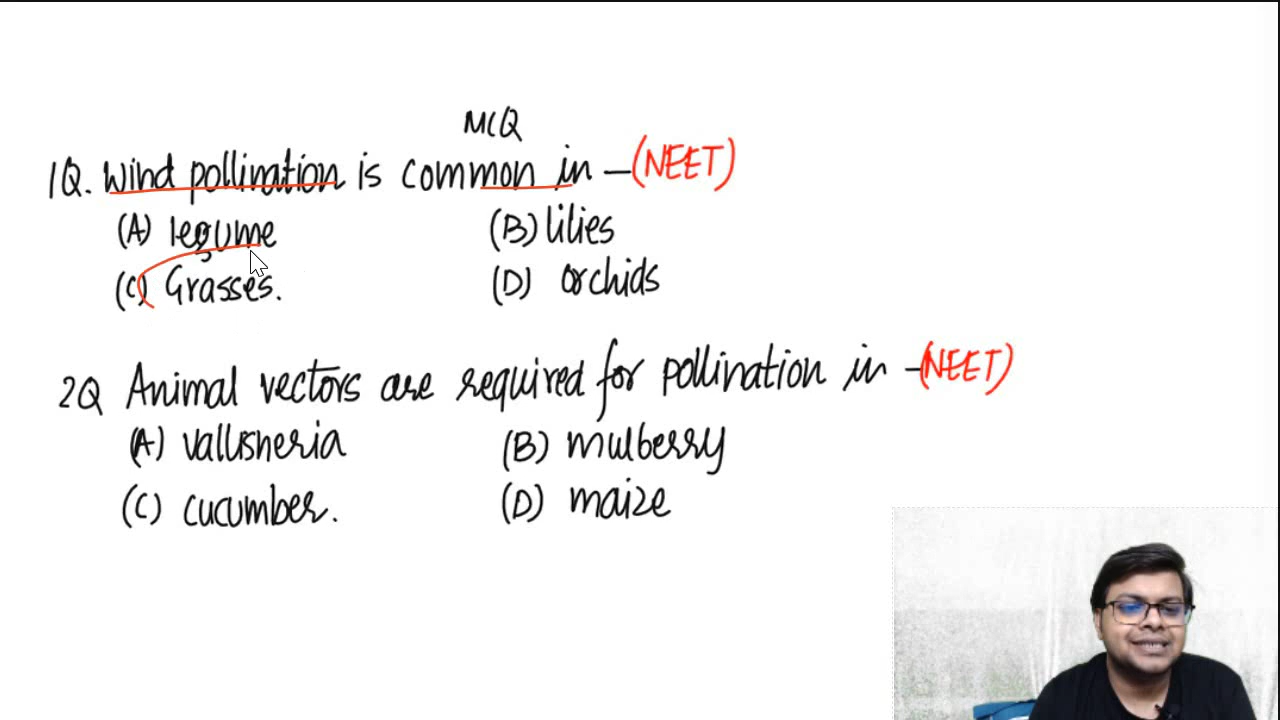 MCQ
1Q. Wind pollination is common in – (NEET)
(A) legume (B) lilies
(C) Grasses. (D) orchids
2Q Animal vectors are required for pollination in – (NEET)
(A) vallisneria (B) mulberry
(C) cucumber. (D) maize